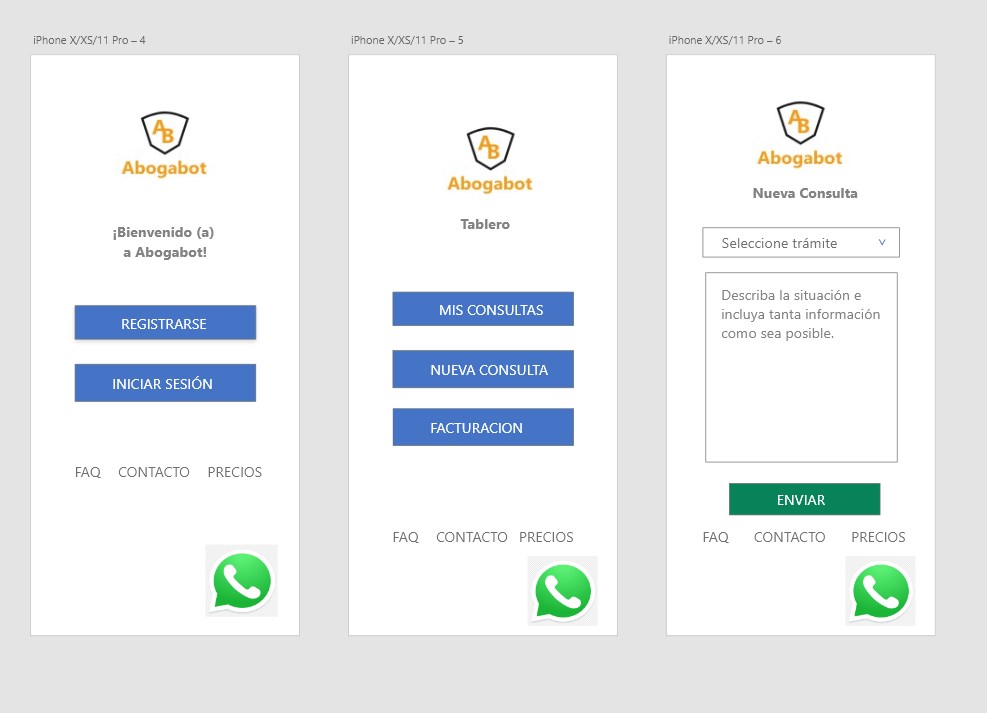 iPhone X/XS/11 Pro – 4
AB
Abogabot
¡Bienvenido (a)
a Abogabot!
REGISTRARSE
INICIAR SESIÓN
FAQ CONTACTO PRECIOS
iPhone X/XS/11 Pro – 5
AB
Abogabot
Tablero
MIS CONSULTAS
NUEVA CONSULTA
FACTURACION
FAQ CONTACTO PRECIOS
iPhone X/XS/11 Pro – 6
AB
Abogabot
Nueva Consulta
Seleccione trámite
Describa la situación e
incluya tanta información
como sea posible.
ENVIAR
FAQ CONTACTO PRECIOS